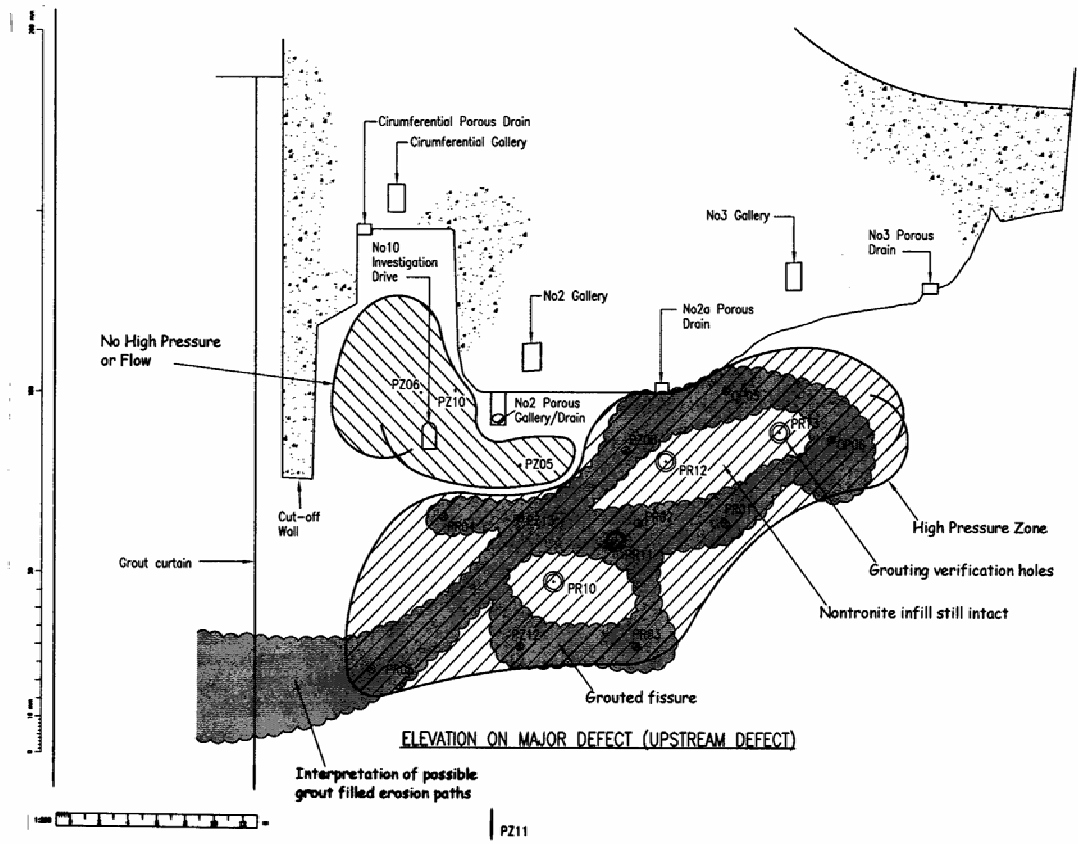 Cirumferential Porous Drain
Cirumferential Gallery
No3 Gallery
No3 Porous
Drain
No10
Investigation
Drive
No2 Gallery
No2a Porous
Drain
No High Pressure
or Flow
PZ06
PZ10
No2 Porous
Gallery/Drain
PR13
PZ05
PR12
Cut-off
Wall
High Pressure Zone
Grout curtain
Grouting verification holes
PR11
PR10
Nontronite infill still intact
PZ12
PR03
Grouted fissure
ELEVATION ON MAJOR DEFECT (UPSTREAM DEFECT)
Interpretation of possible
grout filled erosion paths
PZ11